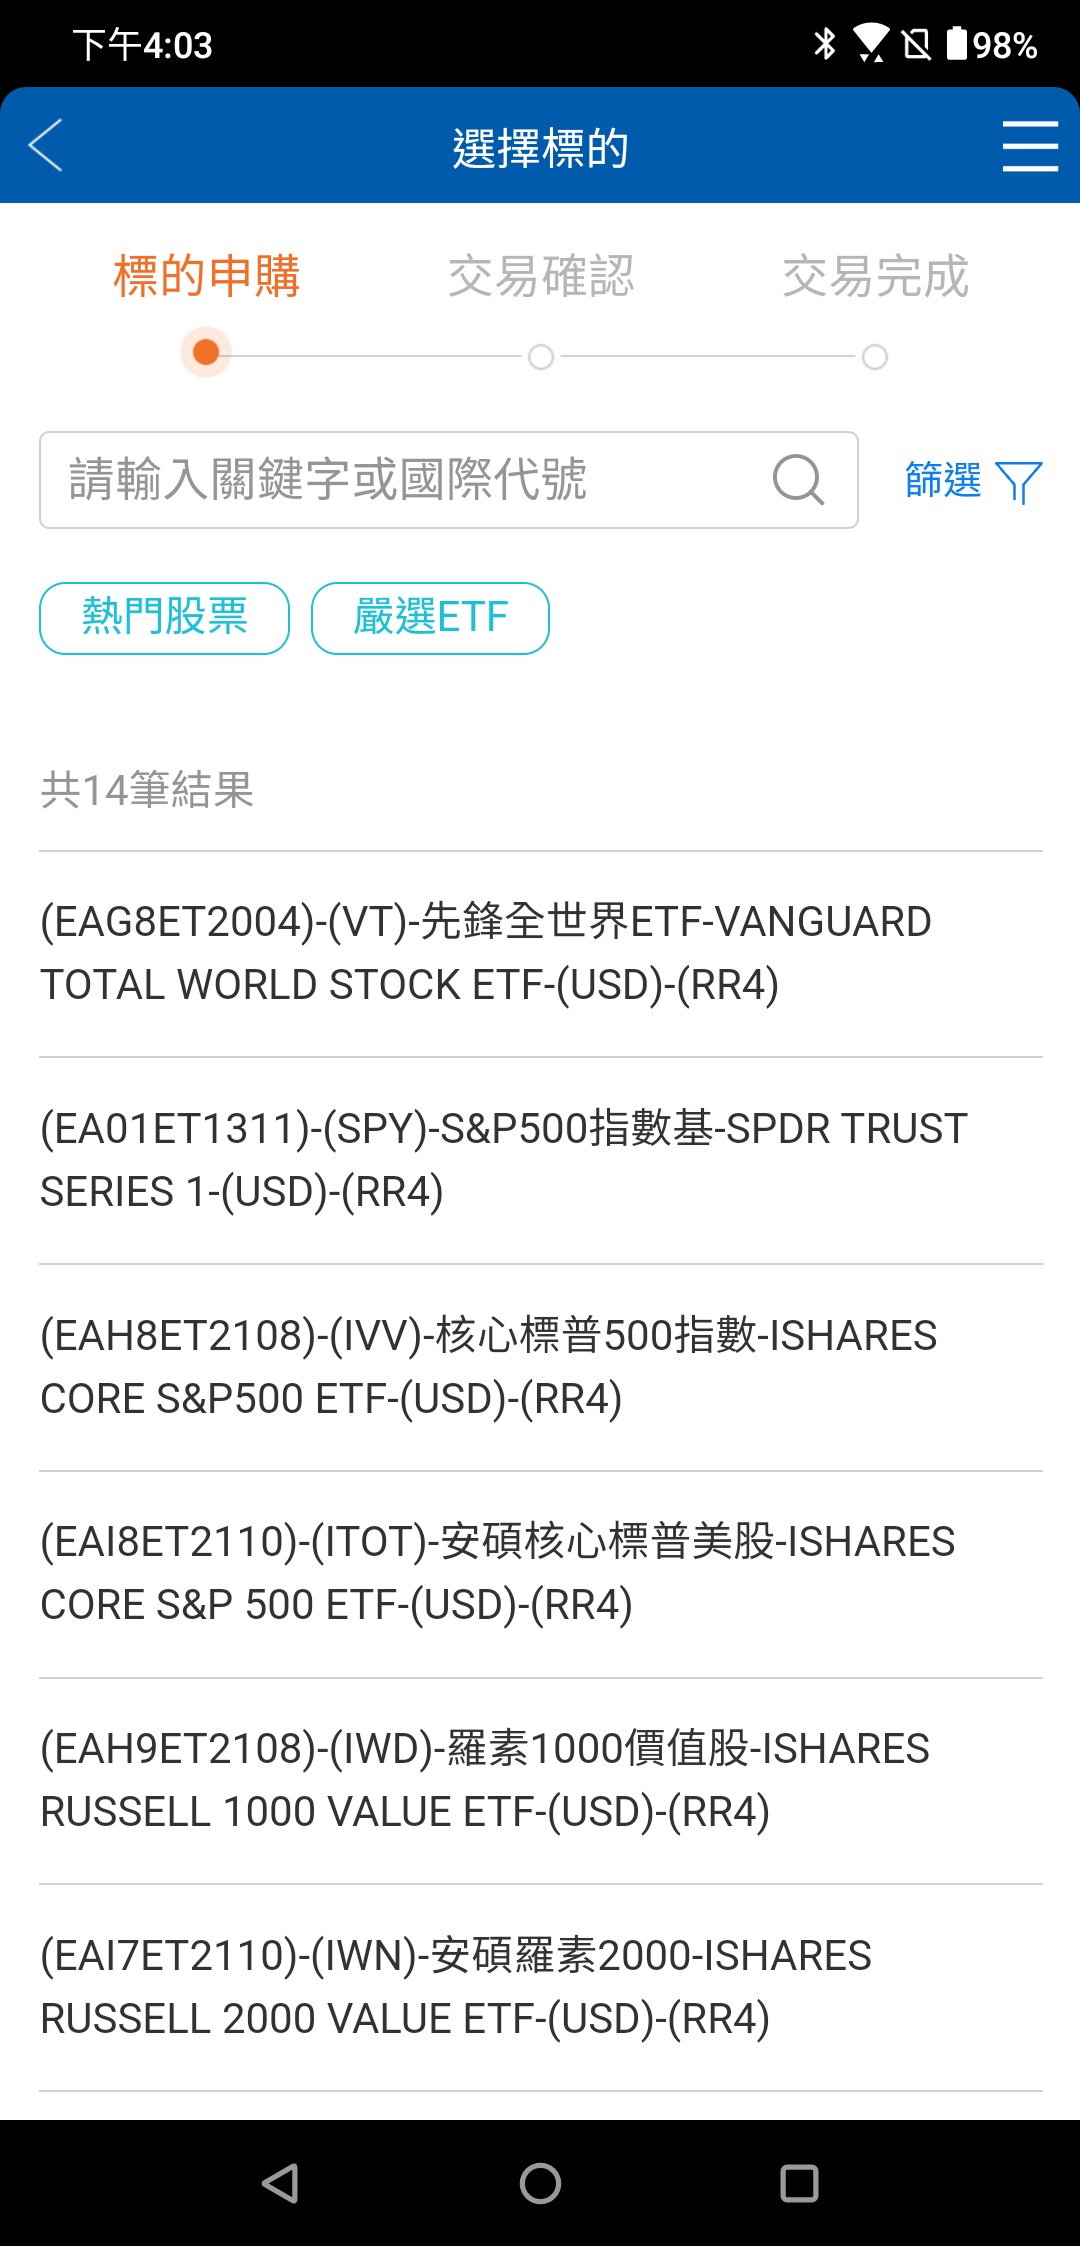 下午4:03
98%
選擇標的
標的申購
交易確認
交易完成
請輸入關鍵字或國際代號
篩選
熱門股票
嚴選ETF
共14筆結果
(EAG8ET2004)-(VT)-先鋒全世界ETF-VANGUARD
TOTAL WORLD STOCK ETF-(USD)-(RR4)
(EA01ET1311)-(SPY)-S&P500指數基-SPDR TRUST
SERIES 1-(USD)-(RR4)
(EAH8ET2108)-(IVV)-核心標普500指數-ISHARES
CORE S&P500 ETF-(USD)-(RR4)
(EAI8ET2110)-(ITOT)-安碩核心標普美股-ISHARES
CORE S&P 500 ETF-(USD)-(RR4)
(EAH9ET2108)-(IWD)-羅素1000價值股-ISHARES
RUSSELL 1000 VALUE ETF-(USD)-(RR4)
(EAI7ET2110)-(IWN)-安碩羅素2000-ISHARES
RUSSELL 2000 VALUE ETF-(USD)-(RR4)